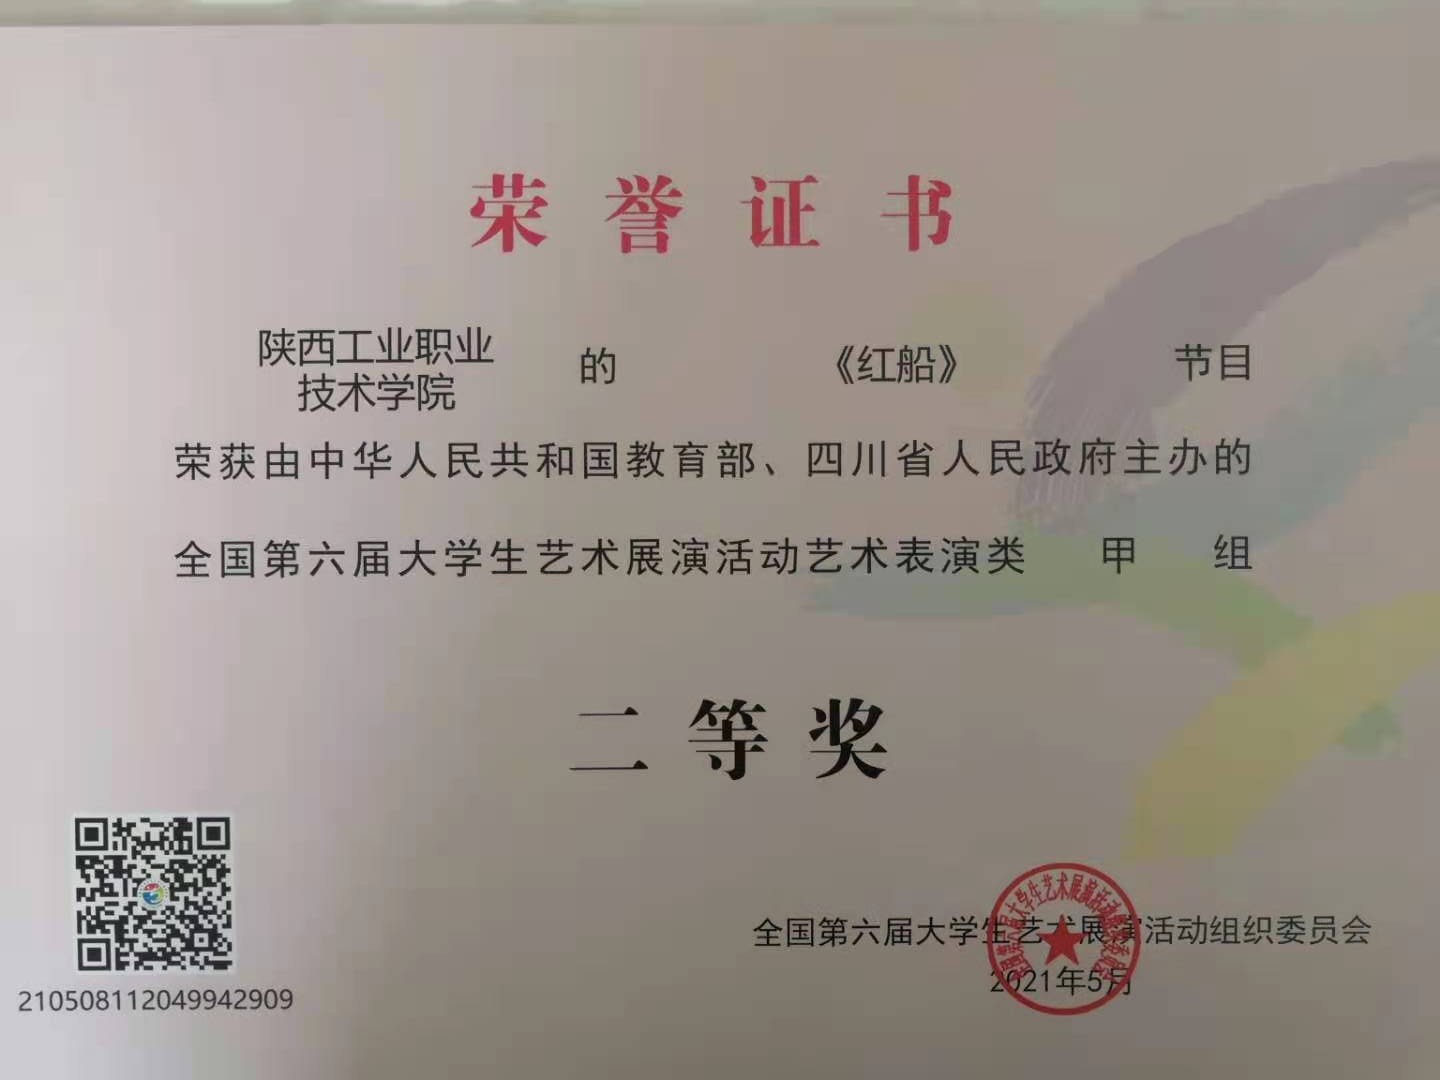 荣誉证书
陕西工业职业
技术学院 的 《红船》 节目
荣获由中华人民共和国教育部、四川省人民政府主办的
全国第六届大学生艺术展演活动艺术表演类 甲 组
二等奖
全国第六届大学生艺术展演活动组织委员会
2021年5月
210508112049942909